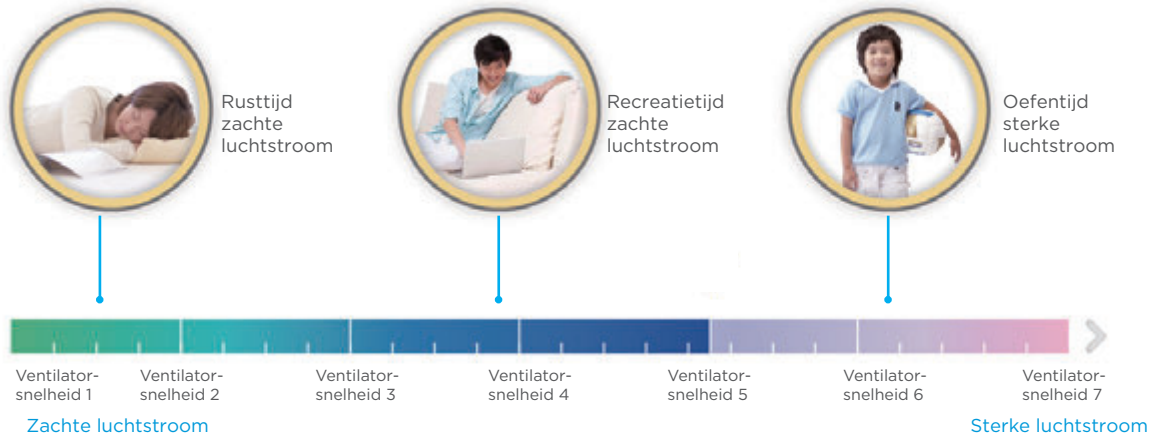 Rusttijd
zachte
luchtstroom
Recreatietijd
zachte
luchtstroom
Oefentijd
sterke
luchtstroom
Ventilator-
snelheid 1
Ventilator-
snelheid 2
Ventilator-
snelheid 3
Ventilator-
snelheid 4
Ventilator-
snelheid 5
Ventilator-
snelheid 6
Ventilator-
snelheid 7
Zachte luchtstroom
Sterke luchtstroom